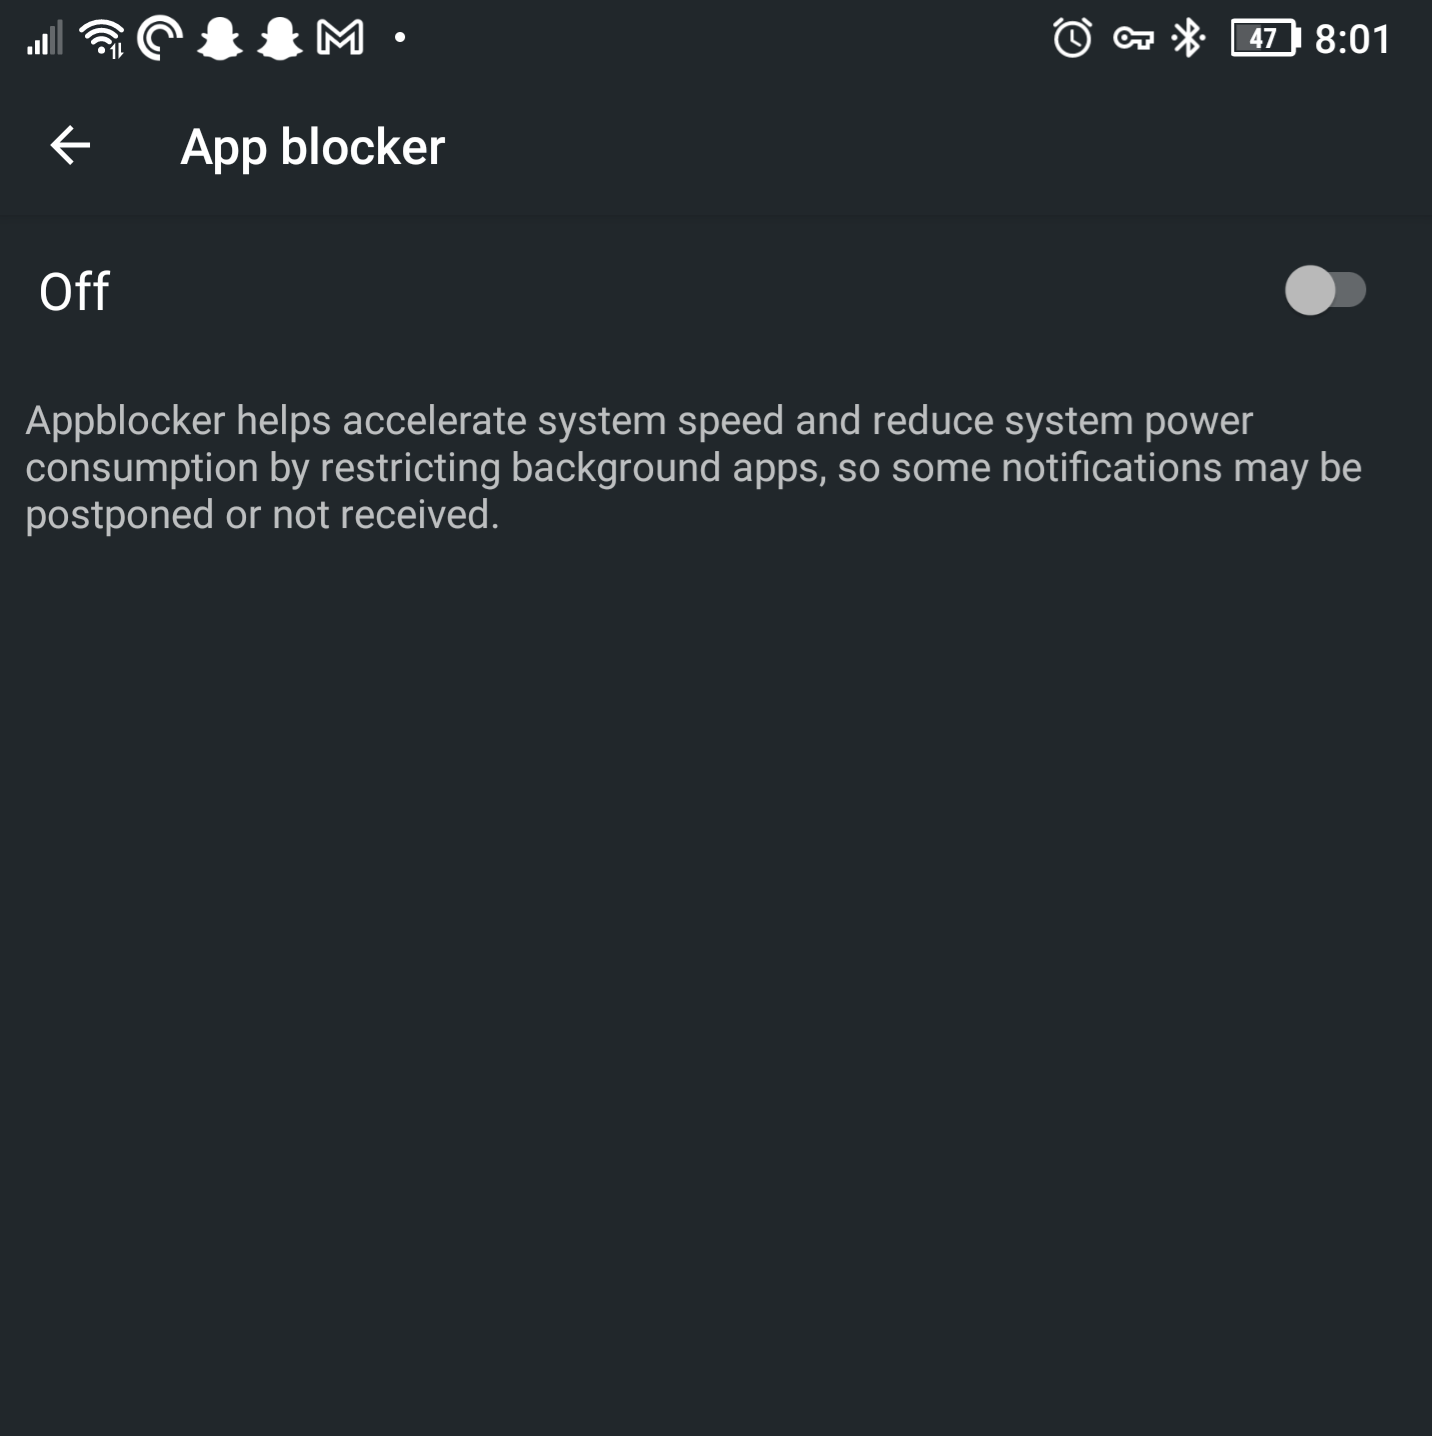 47 8:01
App blocker
Off
Appblocker helps accelerate system speed and reduce system power
consumption by restricting background apps, so some notifications may be
postponed or not received.